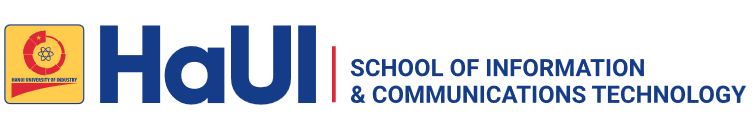 HANOI UNIVERSITY OF INDUSTRY
HaUI
SCHOOL OF INFORMATION
& COMMUNICATIONS TECHNOLOGY